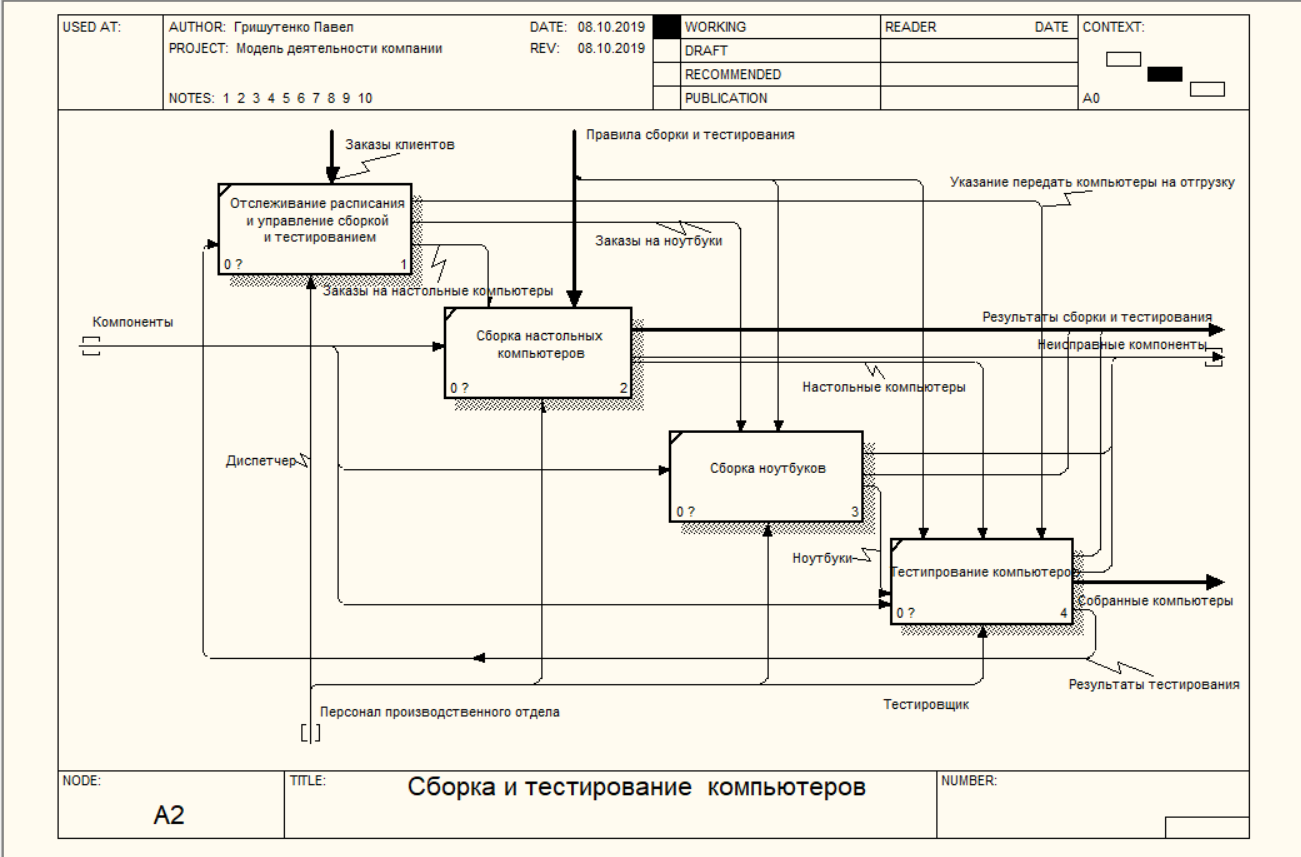 USED AT:
AUTHOR: Гришутенко Павел
DATE: 08.10.2019
PROJECT: Модель деятельности компании
REV: 08.10.2019
NOTES: 1 2 3 4 5 6 7 8 9 10
WORKING
DRAFT
RECOMMENDED
PUBLICATION
READER
DATE
CONTEXT:
A0
Заказы клиентов
Правила сборки и тестирования
Указание передать компьютеры на отгрузку
Отслеживание расписания
и управление сборкой
и тестированием
0 ?
1
Заказы на ноутбуки
Заказы на настольные компьютеры
Компоненты
Сборка настольных
компьютеров
0 ?
2
Результаты сборки и тестирования
Неисправные компоненты
Настольные компьютеры
Диспетчер
Сборка ноутбуков
0 ?
3
Ноутбуки
Тестипрование компьютеров
0 ?
4
Собранные компьютеры
Результаты тестирования
Тестировщик
Персонал производственного отдела
NODE:
A2
TITLE:
Сборка и тестирование компьютеров
NUMBER: